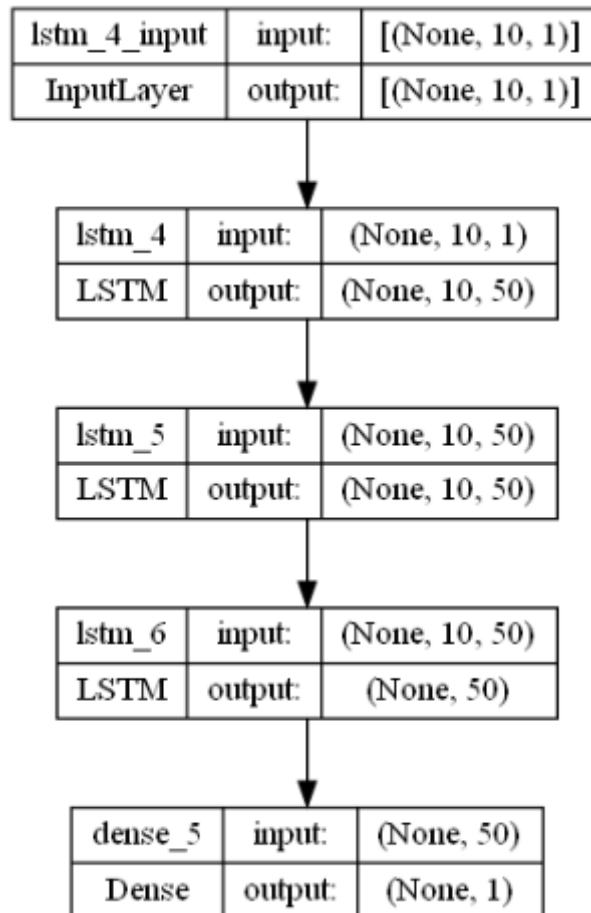 lstm_4_input input: [(None, 10, 1)]
InputLayer output: [(None, 10, 1)]
lstm_4 input: (None, 10, 1)
LSTM output: (None, 10, 50)
lstm_5 input: (None, 10, 50)
LSTM output: (None, 10, 50)
lstm_6 input: (None, 10, 50)
LSTM output: (None, 50)
dense_5 input: (None, 50)
Dense output: (None, 1)